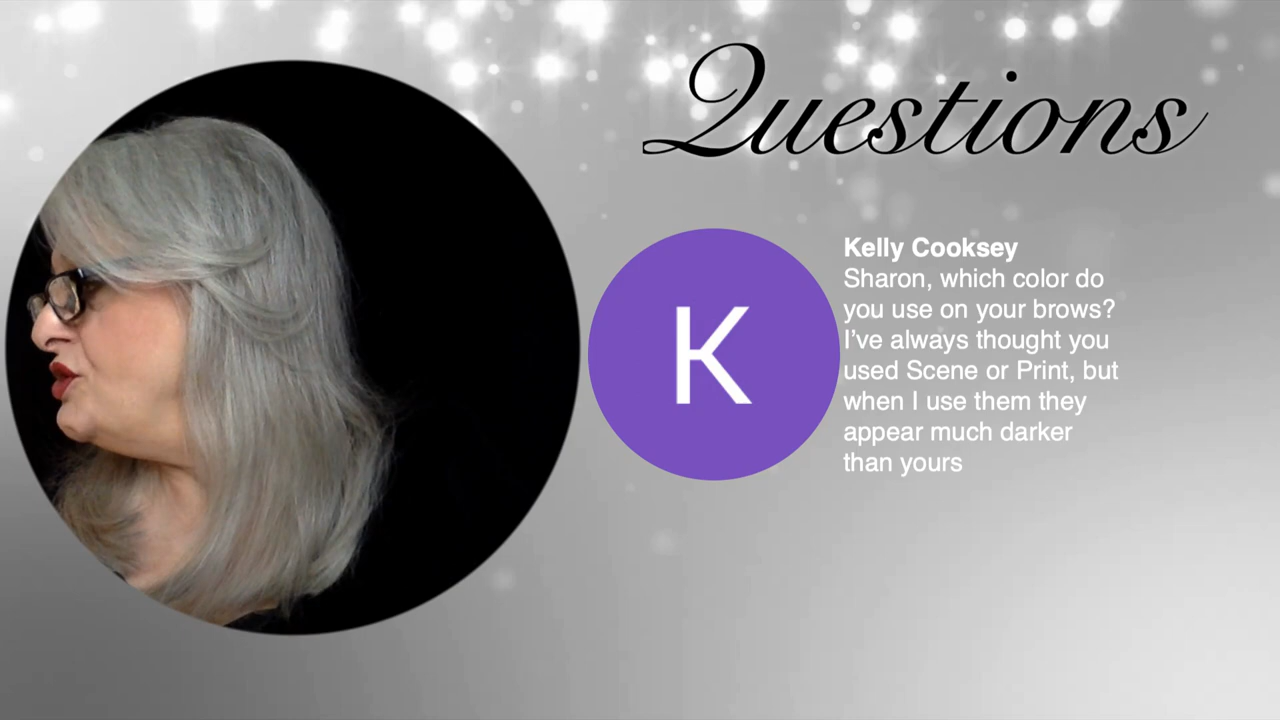 Questions
K
Kelly Cooksey
Sharon, which color do
you use on your brows?
I’ve always thought you
used Scene or Print, but
when I use them they
appear much darker
than yours